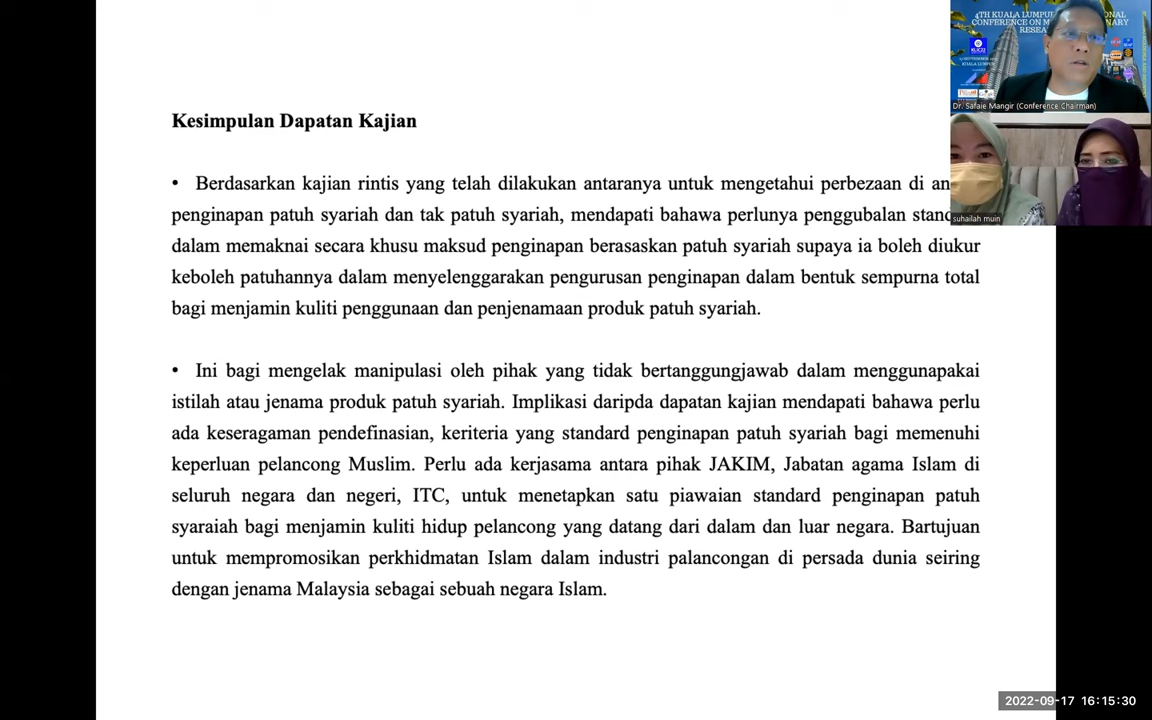 Kesimpulan Dapatan Kajian
• Berdasarkan kajian rintis yang telah dilakukan antaranya untuk mengetahui perbezaan di
penginapan patuh syariah dan tak patuh syariah, mendapati bahawa perlunya penggubalan
dalam memaknai secara khusu maksud penginapan berasaskan patuh syariah supaya ia boleh diukur
keboleh patuhannya dalam menyelenggarakan pengurusan penginapan dalam bentuk sempurna total
bagi menjamin kuliti penggunaan dan penjenamaan produk patuh syariah.
• Ini bagi mengelak manipulasi oleh pihak yang tidak bertanggungjawab dalam menggunapakai
istilah atau jenama produk patuh syariah. Implikasi daripda dapatan kajian mendapati bahawa perlu
ada keseragaman pendefinasian, keriteria yang standard penginapan patuh syariah bagi memenuhi
keperluan pelancong Muslim. Perlu ada kerjasama antara pihak JAKIM, Jabatan agama Islam di
seluruh negara dan negeri, ITC, untuk menetapkan satu piawaian standard penginapan patuh
syaraiah bagi menjamin kuliti hidup pelancong yang datang dari dalam dan luar negara. Bartujuan
untuk mempromosikan perkhidmatan Islam dalam industri palancongan di persada dunia seiring
dengan jenama Malaysia sebagai sebuah negara Islam.
4TH KUALA LUMPUR
CONFERENCE ON
Dr. Safaie Mangir (Conference Chairman)
suhailah muin
2022-09-17 16:15:30